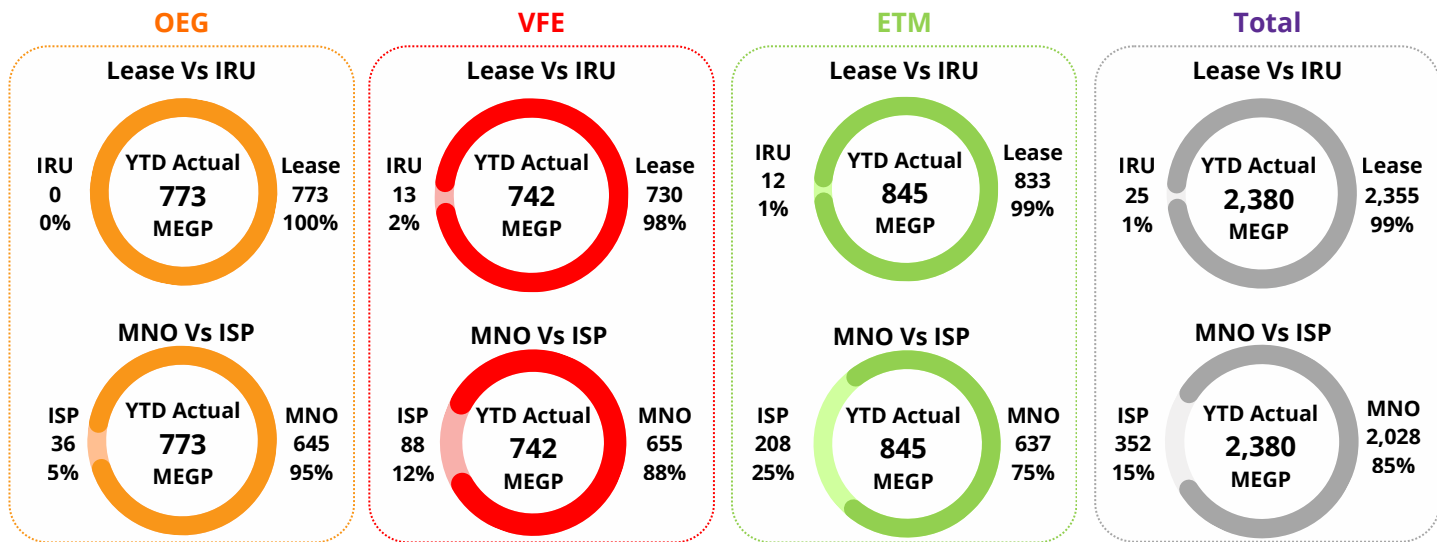 OEG
Lease Vs IRU
IRU
0
0%
YTD Actual
773
MEGP
Lease
773
100%
MNO Vs ISP
ISP
36
5%
YTD Actual
773
MEGP
MNO
645
95%
VFE
Lease Vs IRU
IRU
13
2%
YTD Actual
742
MEGP
Lease
730
98%
MNO Vs ISP
ISP
88
12%
YTD Actual
742
MEGP
MNO
655
88%
ETM
Lease Vs IRU
IRU
12
1%
YTD Actual
845
MEGP
Lease
833
99%
MNO Vs ISP
ISP
208
25%
YTD Actual
845
MEGP
MNO
637
75%
Total
Lease Vs IRU
IRU
25
1%
YTD Actual
2,380
MEGP
Lease
2,355
99%
MNO Vs ISP
ISP
352
15%
YTD Actual
2,380
MEGP
MNO
2,028
85%